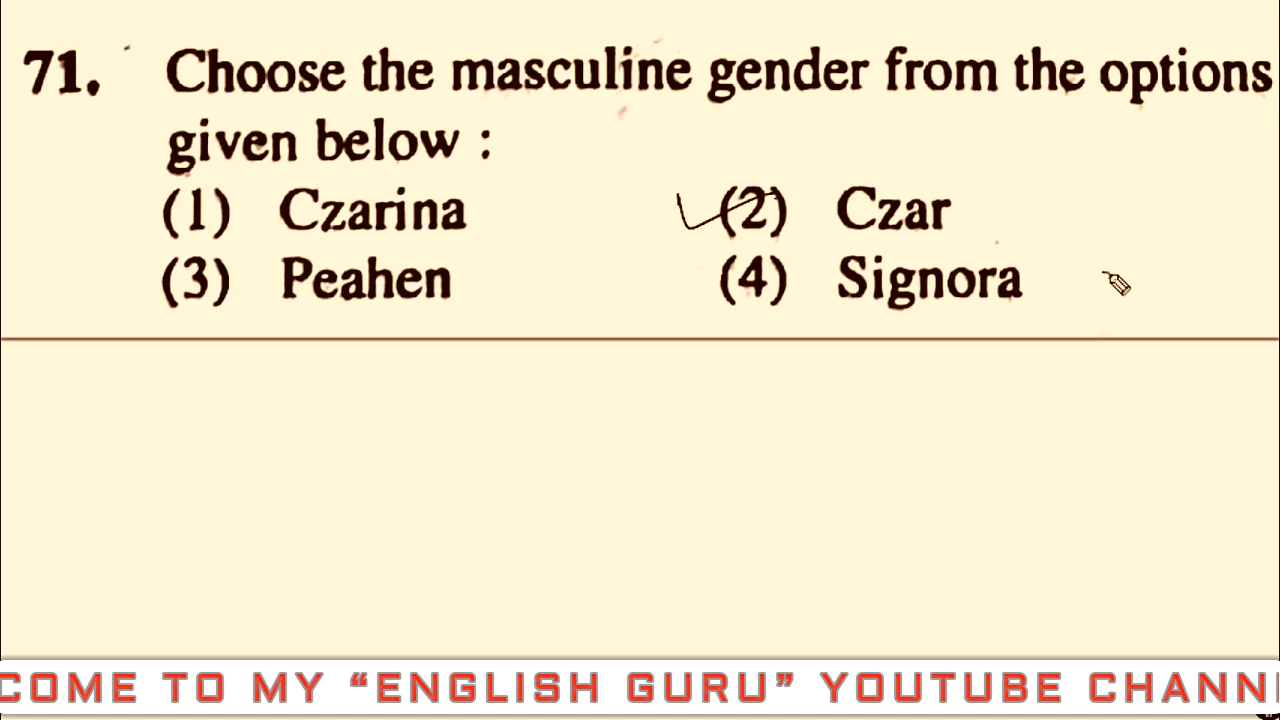 71. Choose the masculine gender from the options
given below :
(1) Czarina (2) Czar
(3) Peahen (4) Signora
COME TO MY “ENGLISH GURU” YOUTUBE CHANN